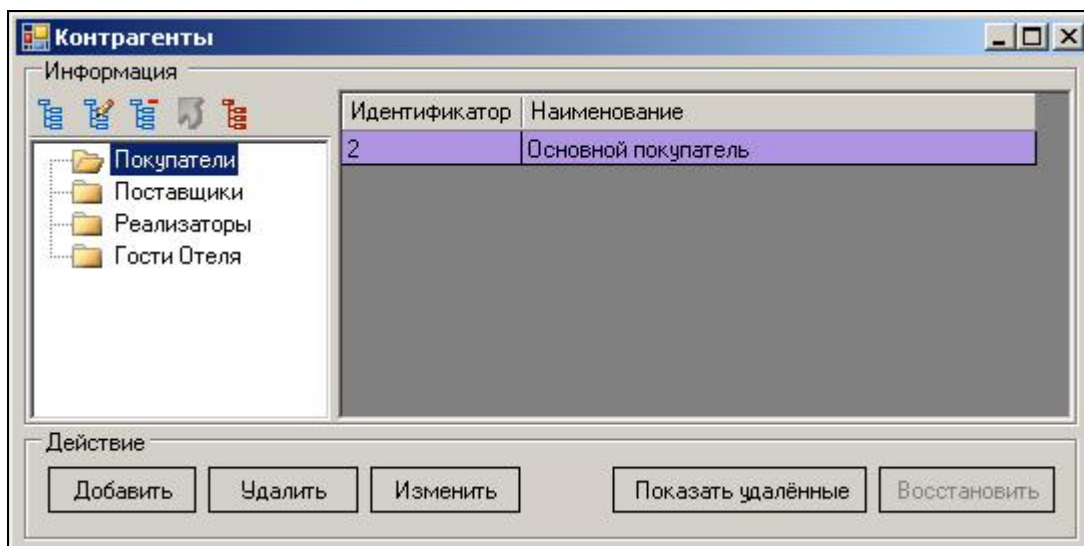 Контрагенты
Информация
Идентификатор Наименование
2 Основной покупатель
Покупатели
Поставщики
Реализаторы
Гости Отеля
Действие
Добавить Удалить Изменить Показать удалённые Восстановить